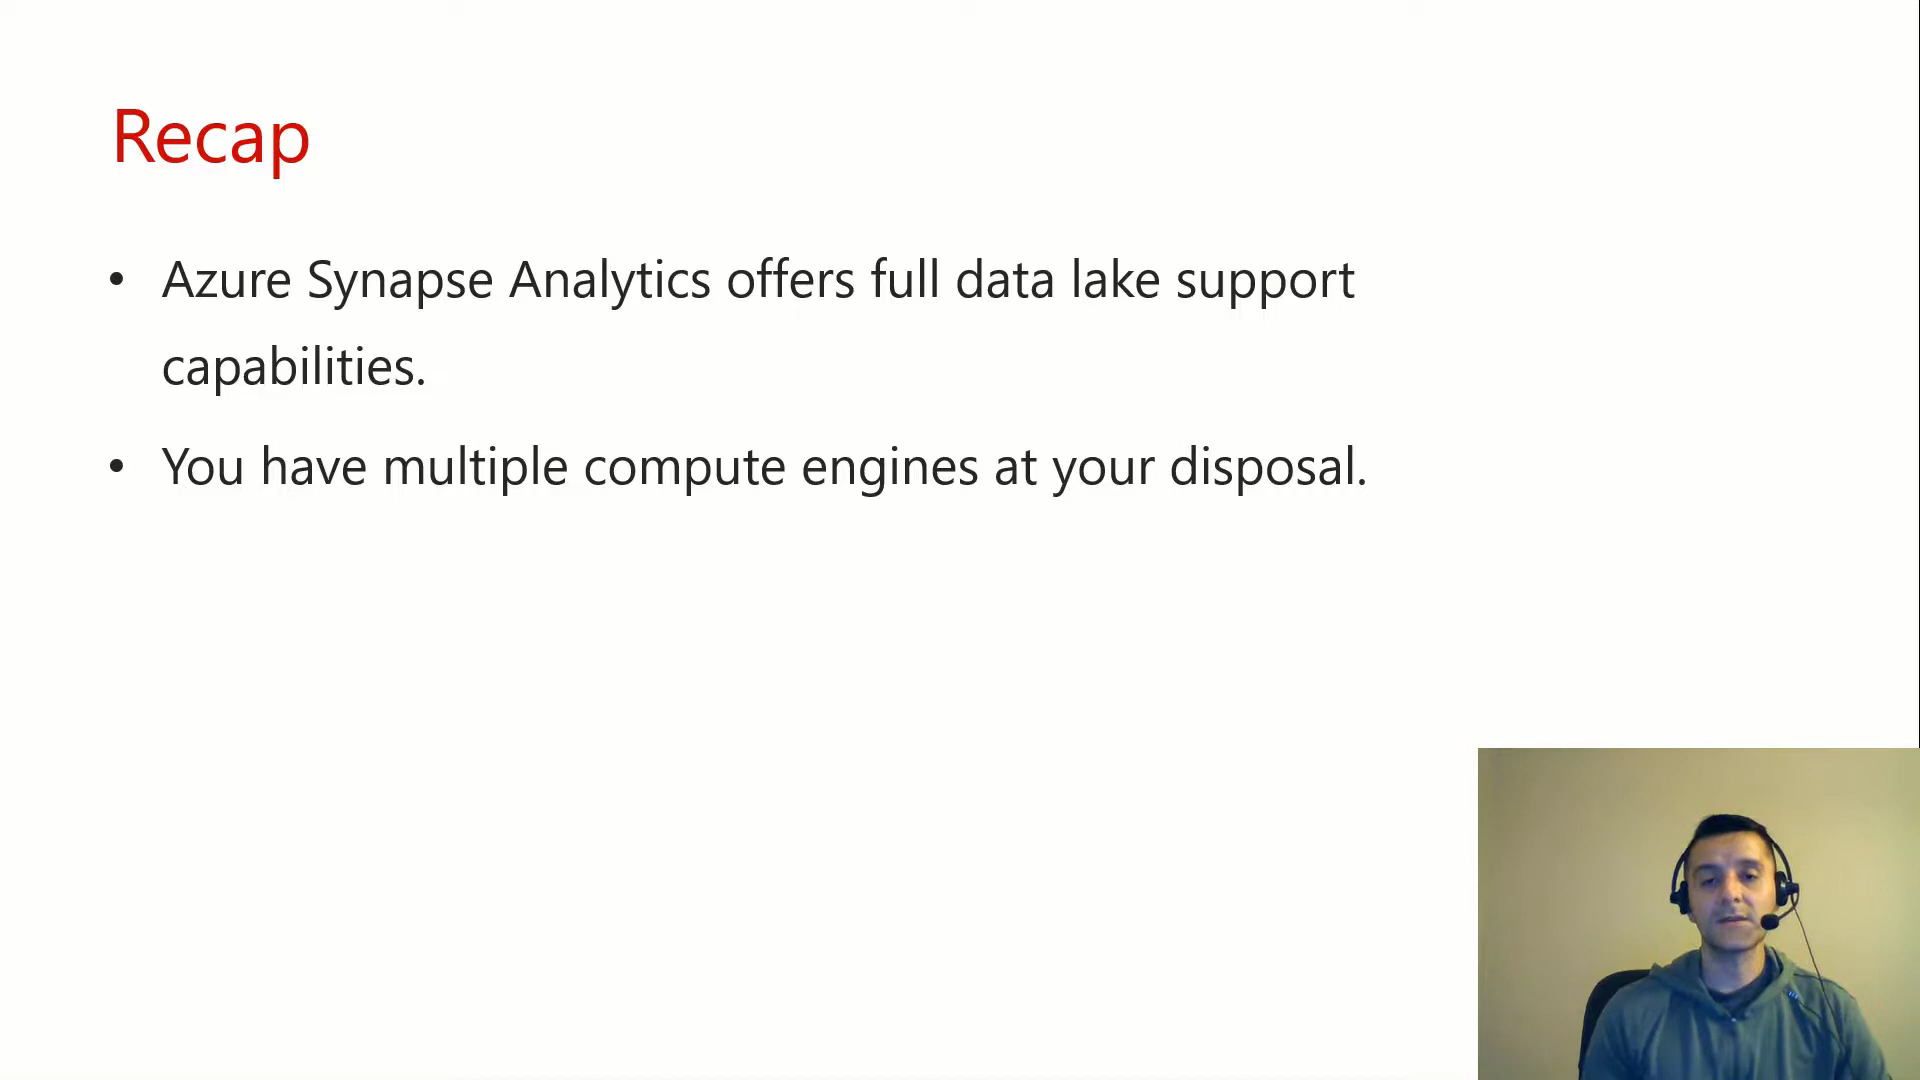 Recap
• Azure Synapse Analytics offers full data lake support
capabilities.
• You have multiple compute engines at your disposal.